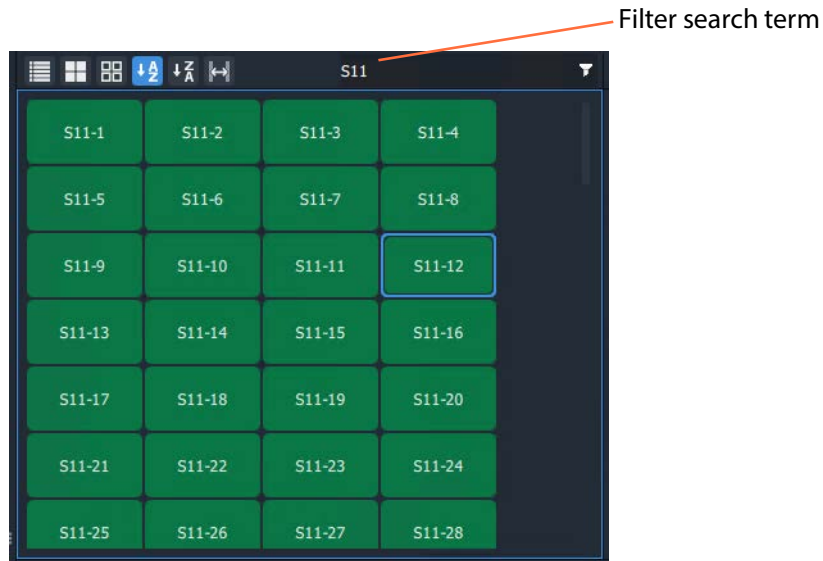 Filter search term
S11
S11-1 S11-2 S11-3 S11-4
S11-5 S11-6 S11-7 S11-8
S11-9 S11-10 S11-11 S11-12
S11-13 S11-14 S11-15 S11-16
S11-17 S11-18 S11-19 S11-20
S11-21 S11-22 S11-23 S11-24
S11-25 S11-26 S11-27 S11-28